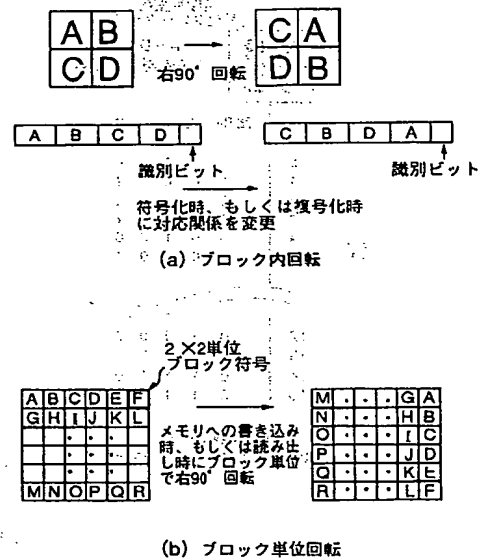 A B
C D
右90°回転
C A
D B
A B C D
識別ビット
C B D A
識別ビット
符号化時、もしくは複号化時
に対応関係を変更
(a) ブロック内回転
2×2単位
ブロック符号
A B C D E F
G H I J K L
・ ・
・ ・
・ ・
M N O P Q R
メモリへの書き込み
時、もしくは読み出
し時にブロック単位
で右90°回転
M ・ ・ ・ G A
N ・ ・ ・ H B
O ・ ・ ・ I C
P ・ ・ ・ J D
Q ・ ・ ・ K E
R ・ ・ ・ L F
(b) ブロック単位回転